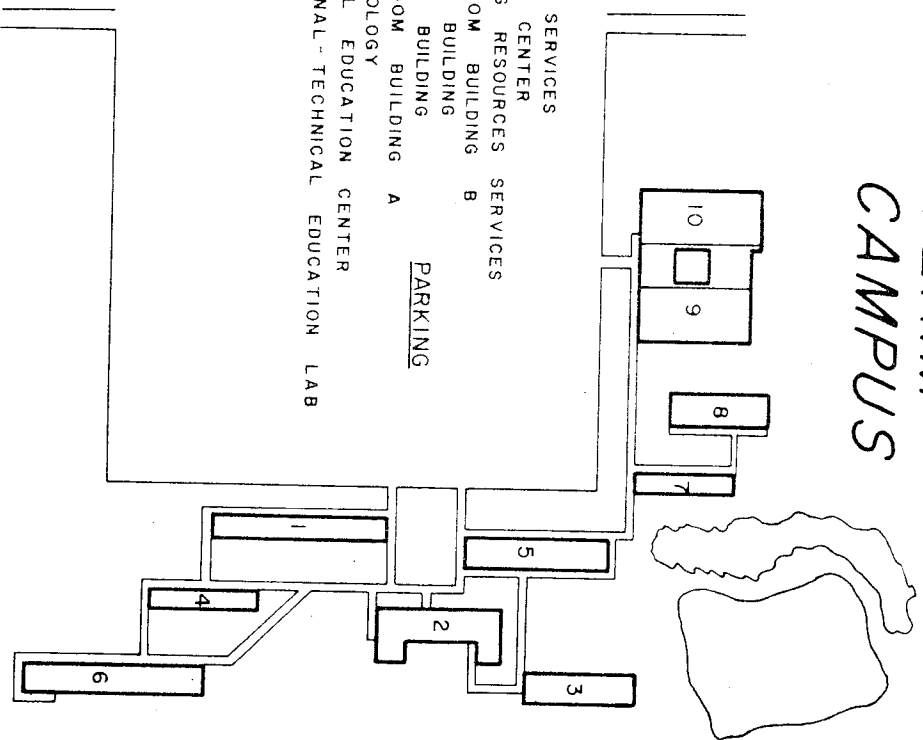 CAMPUS
SERVICES
CENTER
G RESOURCES SERVICES
OM BUILDING B
BUILDING
BUILDING
OM BUILDING A
OLOGY
L EDUCATION CENTER
NAL-TECHNICAL EDUCATION LAB
PARKING
10
9
8
7
5
3
2
1
4
6